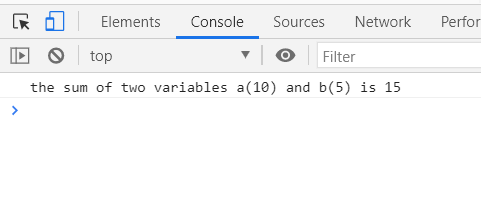 Elements Console Sources Network Perfor
top Filter
the sum of two variables a(10) and b(5) is 15